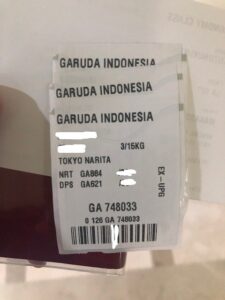 GARUDA INDONESIA
GARUDA INDONESIA
GARUDA INDONESIA
3/15KG
TOKYO NARITA
NRT GA884
DPS GA621
EX-UPG
GA 748033
0 126 GA 748033